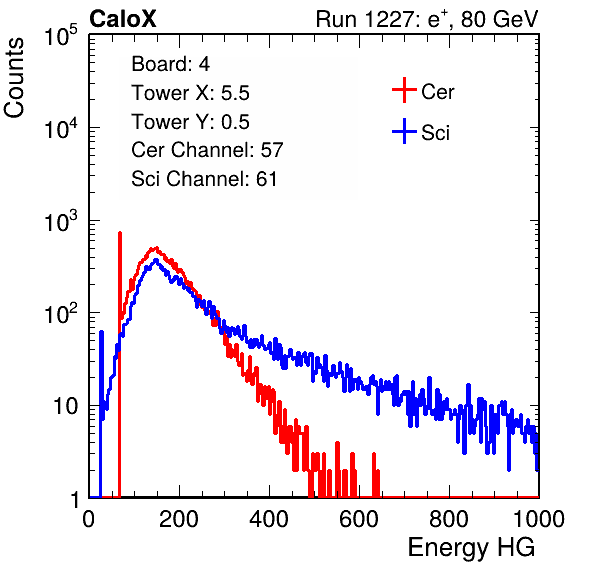 CaloX Run 1227: e⁺, 80 GeV
Counts
Board: 4
Tower X: 5.5
Tower Y: 0.5
Cer Channel: 57
Sci Channel: 61
Cer
Sci
10⁵
10⁴
10³
10²
10
1
0 200 400 600 800 1000
Energy HG